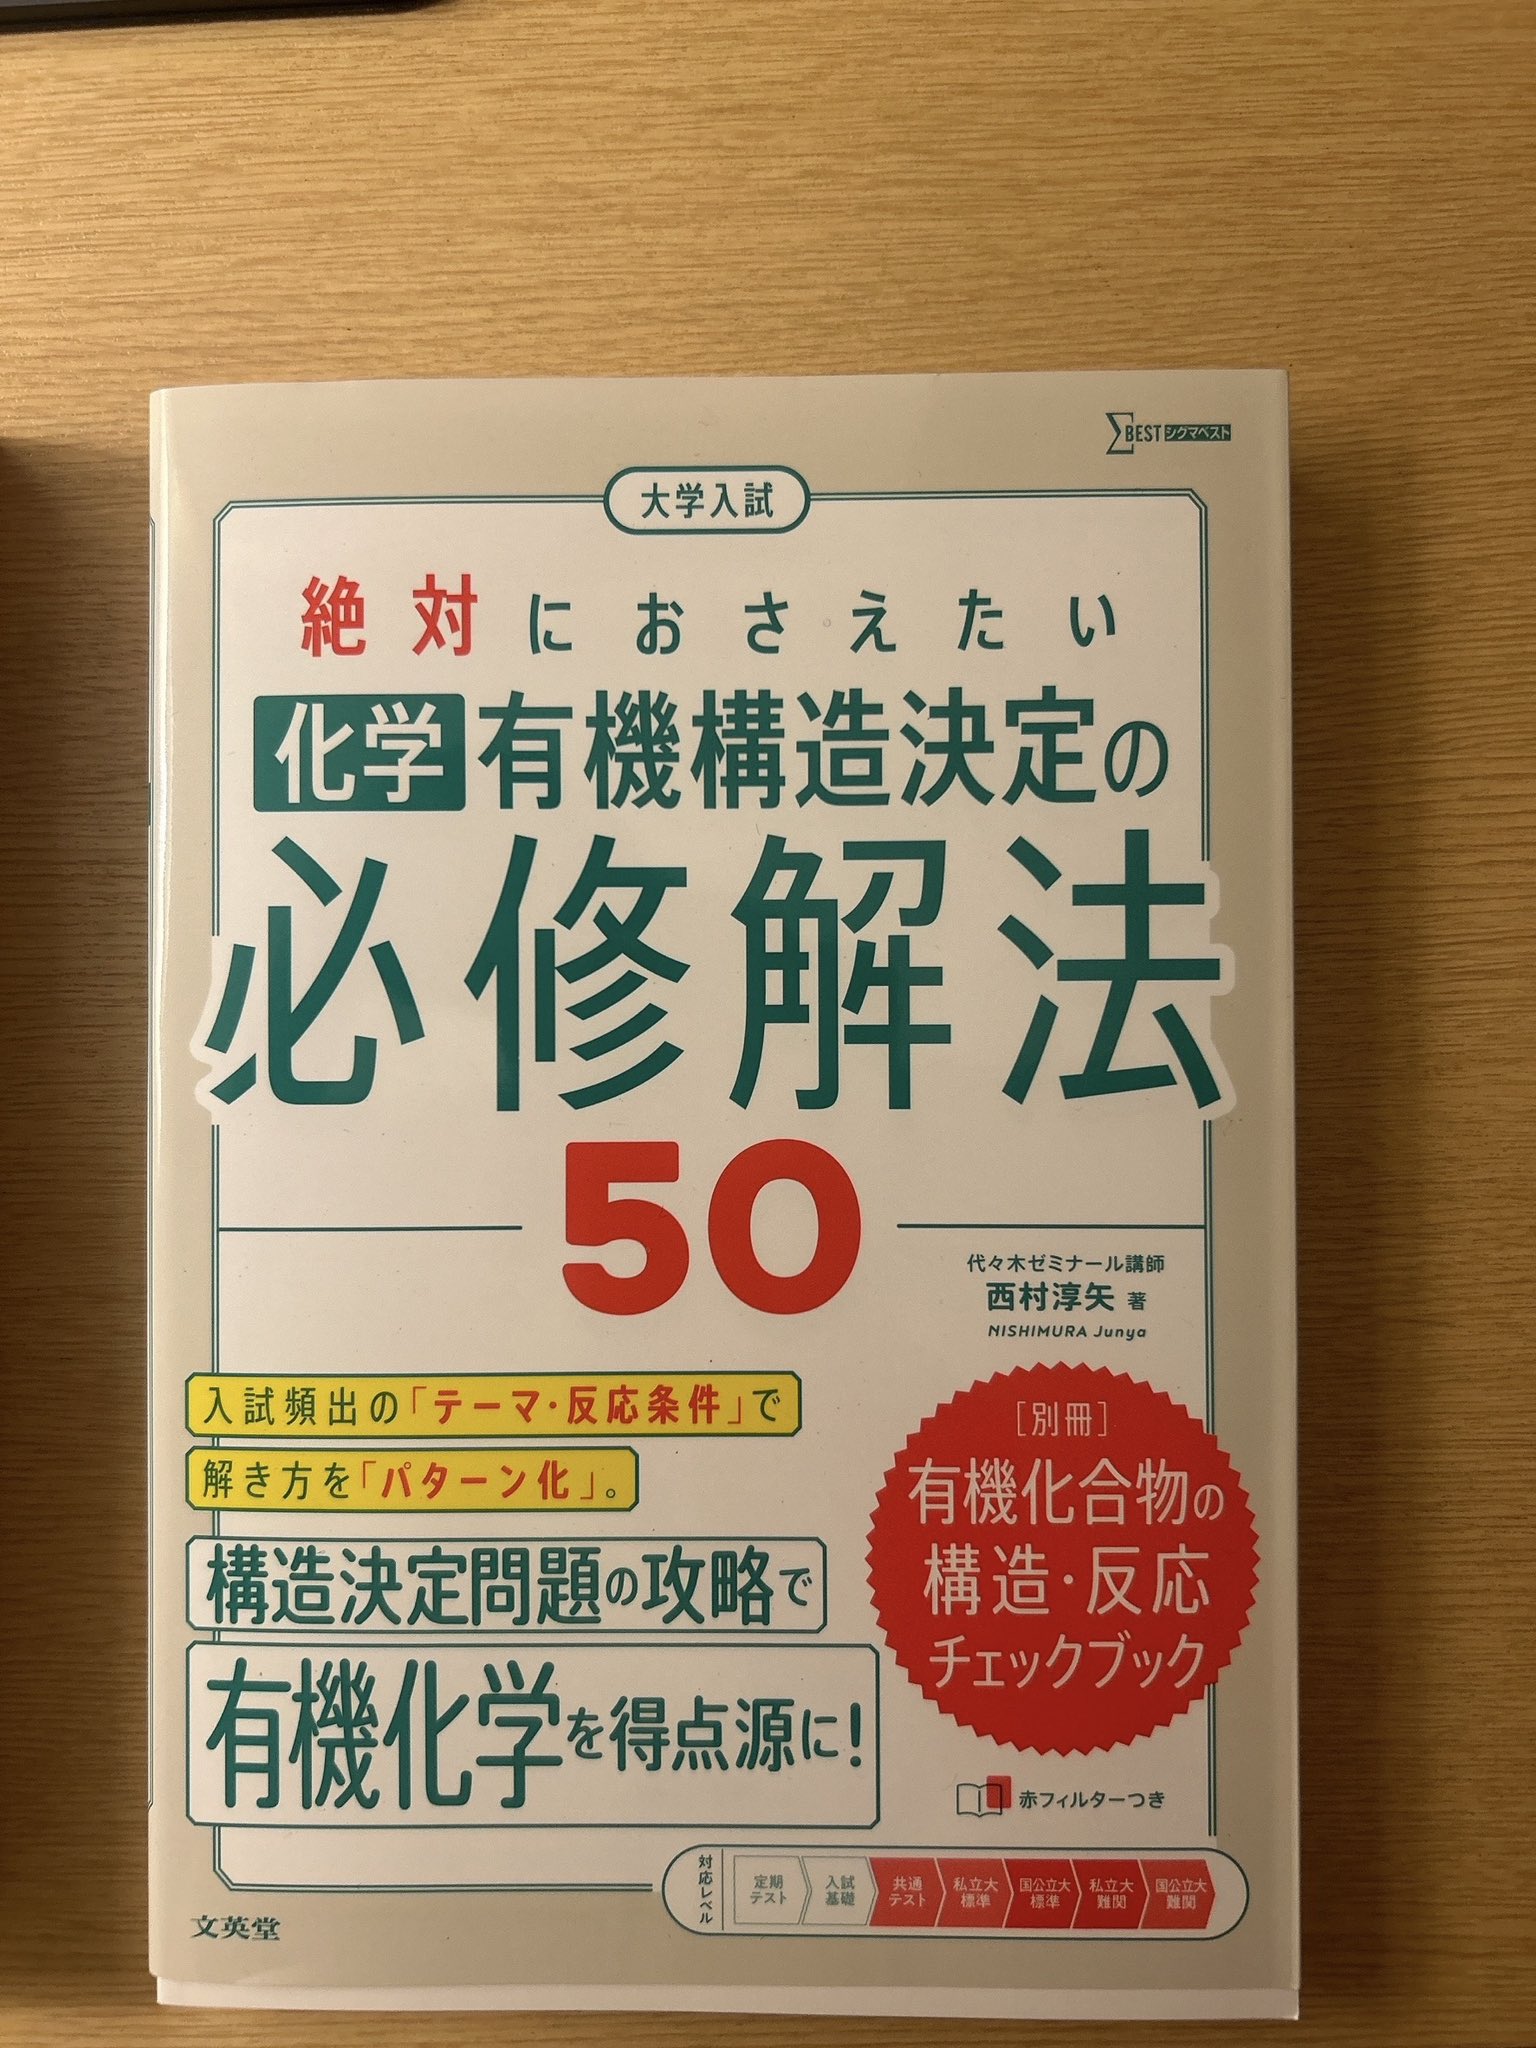 ΣBEST シグマベスト
大学入試
絶対におさえたい
化学 有機構造決定の
必修解法
50
代々木ゼミナール講師
西村淳矢 著
NISHIMURA Junya
入試頻出の「テーマ・反応条件」で
解き方を「パターン化」。
構造決定問題の攻略で
有機化学を得点源に!
[別冊]
有機化合物の
構造・反応
チェックブック
赤フィルターつき
対応レベル
定期テスト
入試基礎
共通テスト
私立大標準
国公立大標準
私立大難関
国公立大難関
文英堂